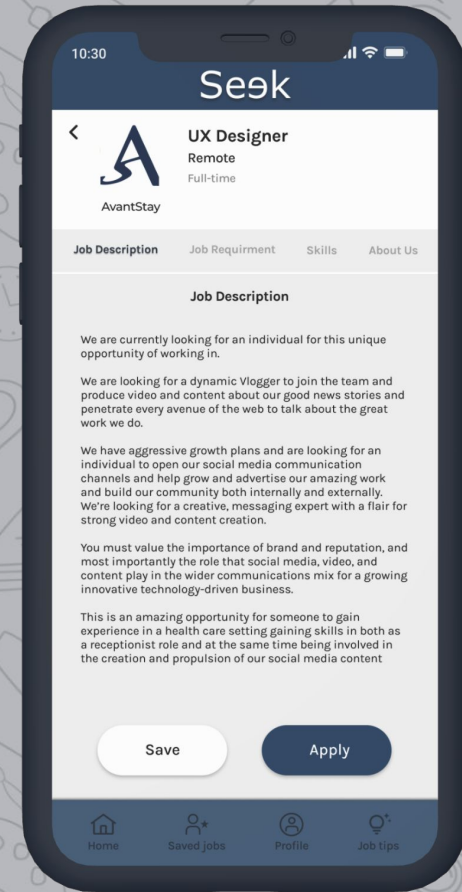 10:30
Seek
UX Designer
Remote
Full-time
AvantStay
Job Description
Job Requirment
Skills
About Us
Job Description
We are currently looking for an individual for this unique
opportunity of working in.
We are looking for a dynamic Vlogger to join the team and
produce video and content about our good news stories and
penetrate every avenue of the web to talk about the great
work we do.
We have aggressive growth plans and are looking for an
individual to open our social media communication
channels and help grow and advertise our amazing work
and build our community both internally and externally.
We're looking for a creative, messaging expert with a flair for
strong video and content creation.
You must value the importance of brand and reputation, and
most importantly the role that social media, video, and
content play in the wider communications mix for a growing
innovative technology-driven business.
This is an amazing opportunity for someone to gain
experience in a health care setting gaining skills in both as
a receptionist role and at the same time being involved in
the creation and propulsion of our social media content
Save
Apply
Home
Saved jobs
Profile
Job tips